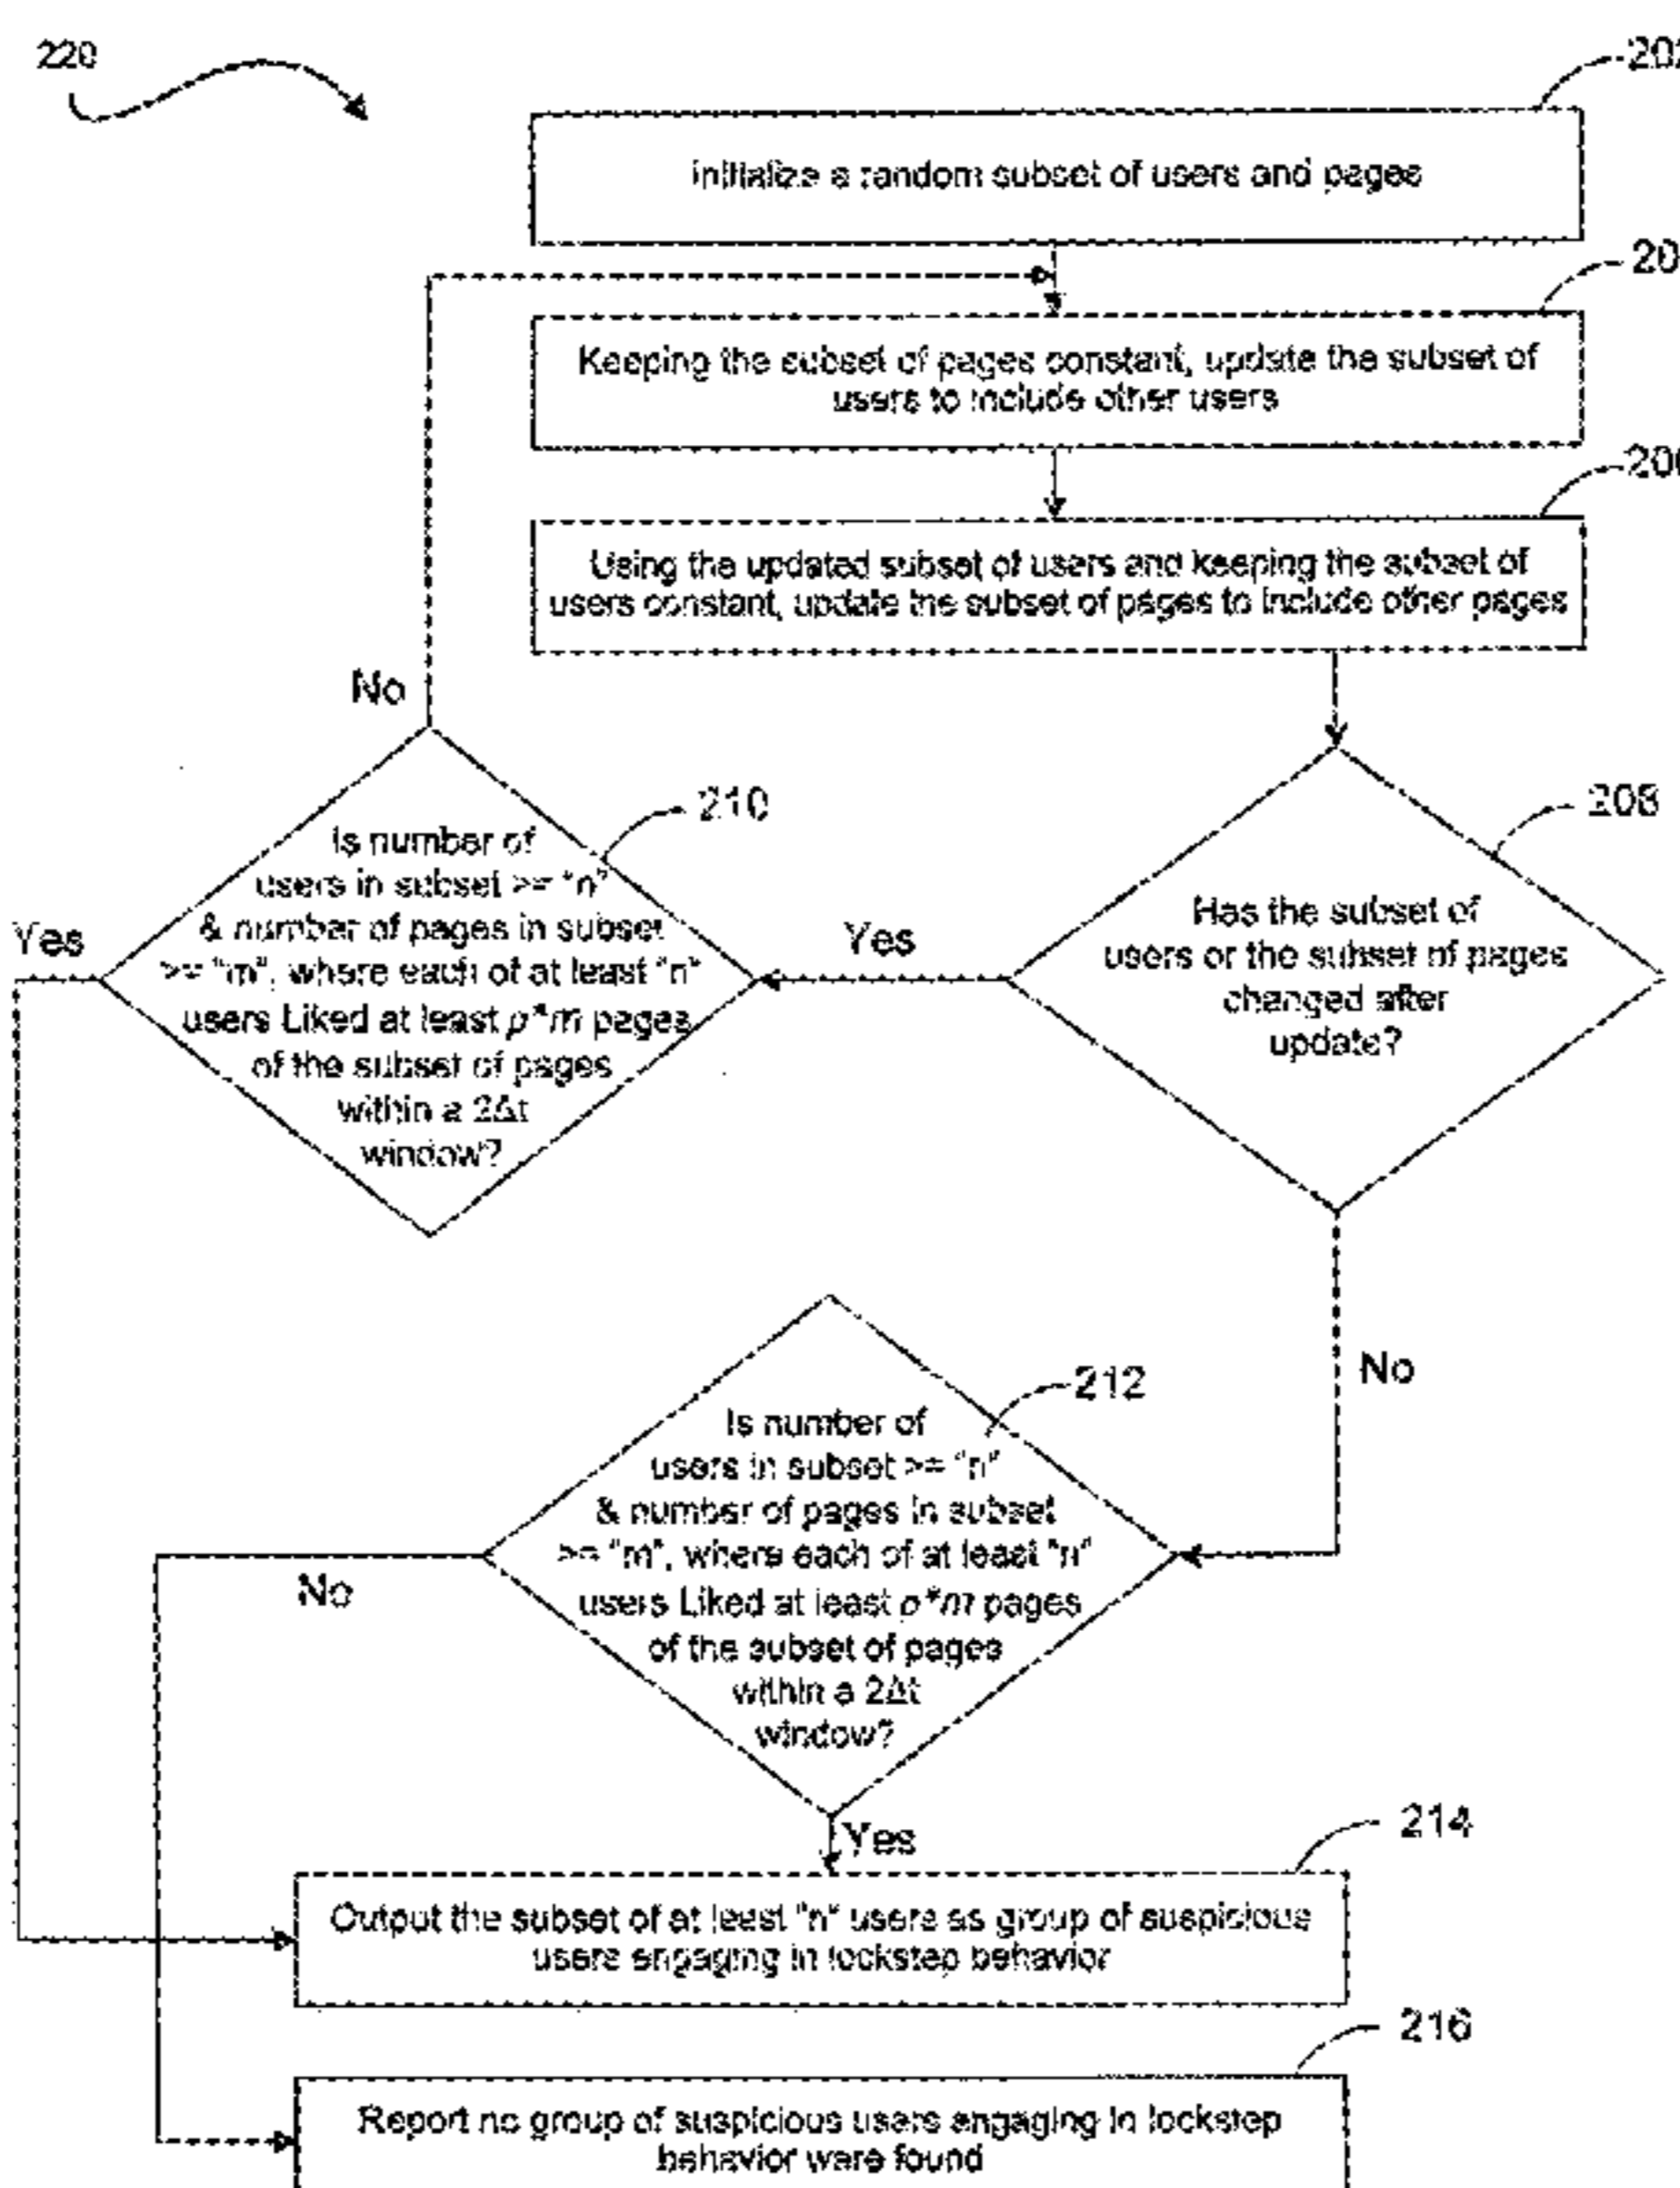 220
202
Initialize a random subset of users and pages
20
Keeping the subset of pages constant, update the subset of
users to include other users
206
Using the updated subset of users and keeping the subset of
users constant, update the subset of pages to include other pages
No
210
Is number of
users in subset >= "n"
& number of pages in subset
>= "m", where each of at least "n"
users Liked at least p*m pages
of the subset of pages
within a 2Δt
window?
Yes
Yes
208
Has the subset of
users or the subset of pages
changed after
update?
No
212
Is number of
users in subset >= "n"
& number of pages in subset
>= "m", where each of at least "n"
users Liked at least p*m pages
of the subset of pages
within a 2Δt
window?
No
Yes
214
Output the subset of at least "n" users as group of suspicious
users engaging in lockstep behavior
216
Report no group of suspicious users engaging in lockstep
behavior were found